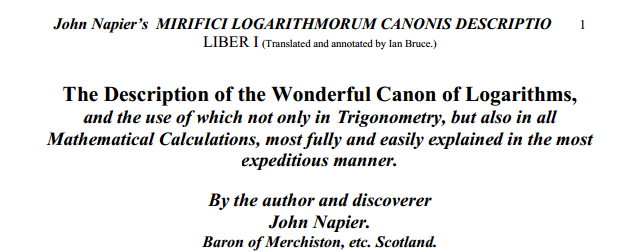 John Napier's MIRIFICI LOGARITHMORUM CANONIS DESCRIPTIO 1
LIBER I (Translated and annotated by Ian Bruce.)
The Description of the Wonderful Canon of Logarithms,
and the use of which not only in Trigonometry, but also in all
Mathematical Calculations, most fully and easily explained in the most
expeditious manner.
By the author and discoverer
John Napier.
Baron of Merchiston, etc. Scotland.